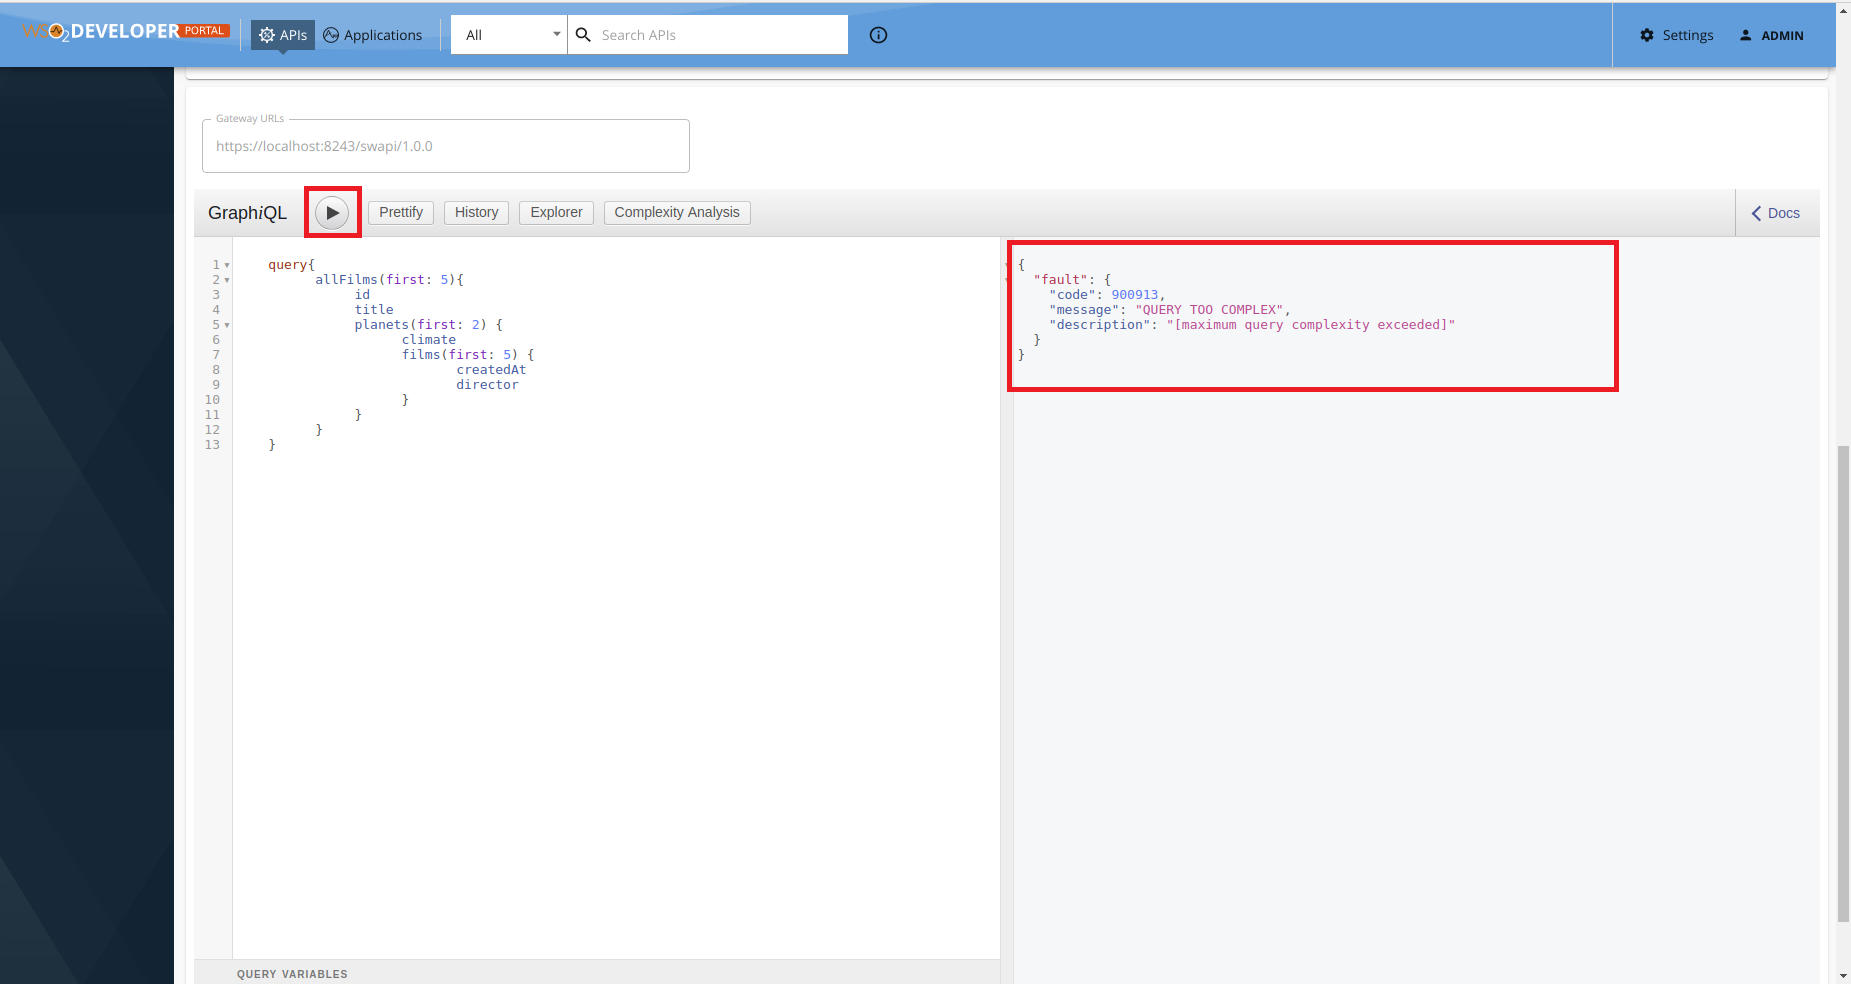 WSO2 DEVELOPER PORTAL APIs Applications All Search APIs Settings ADMIN
Gateway URLs
https://localhost:8243/swapi/1.0.0
GraphiQL Prettify History Explorer Complexity Analysis Docs
1 query{
2 allFilms(first: 5){
3 id
4 title
5 planets(first: 2) {
6 climate
7 films(first: 5) {
8 createdAt
9 director
10 }
11 }
12 }
13 }
{
"fault": {
"code": 900913,
"message": "QUERY TOO COMPLEX",
"description": "[maximum query complexity exceeded]"
}
}
QUERY VARIABLES